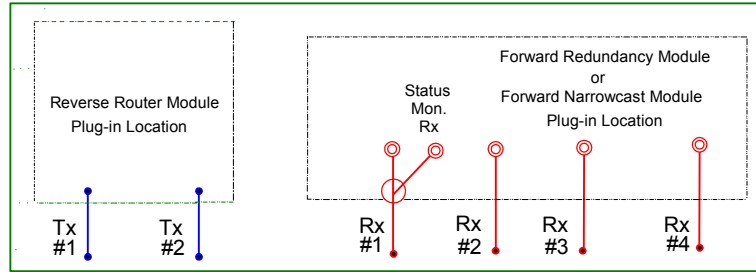 Reverse Router Module
Plug-in Location
Status
Mon.
Rx
Forward Redundancy Module
or
Forward Narrowcast Module
Plug-in Location
Tx
#1
Tx
#2
Rx
#1
Rx
#2
Rx
#3
Rx
#4